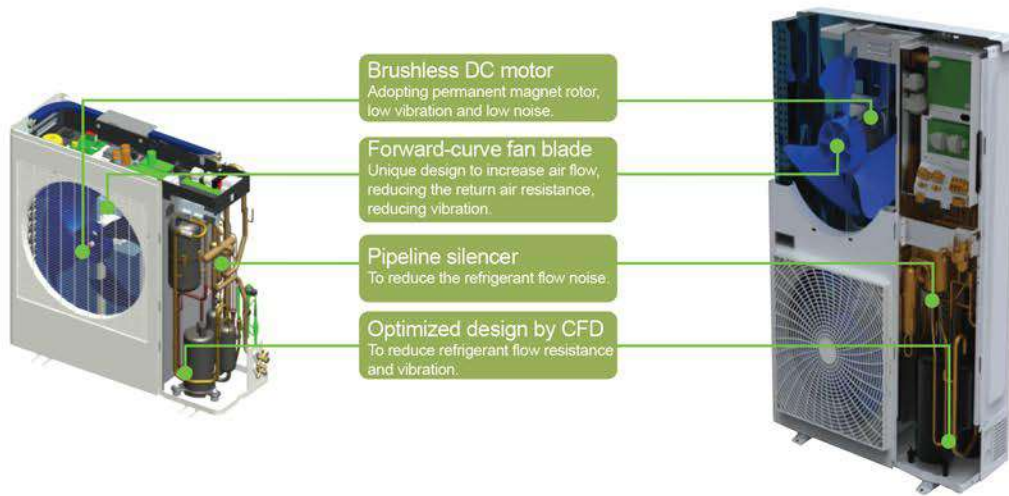 Brushless DC motor
Adopting permanent magnet rotor,
low vibration and low noise.
Forward-curve fan blade
Unique design to increase air flow,
reducing the return air resistance,
reducing vibration.
Pipeline silencer
To reduce the refrigerant flow noise.
Optimized design by CFD
To reduce refrigerant flow resistance
and vibration.